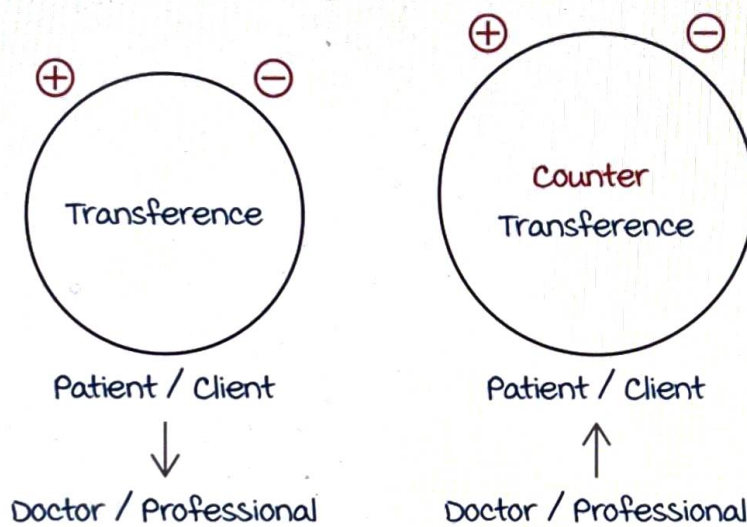 ⊕ ⊖
Transference
Patient / Client
↓
Doctor / Professional
⊕ ⊖
Counter
Transference
Patient / Client
↑
Doctor / Professional